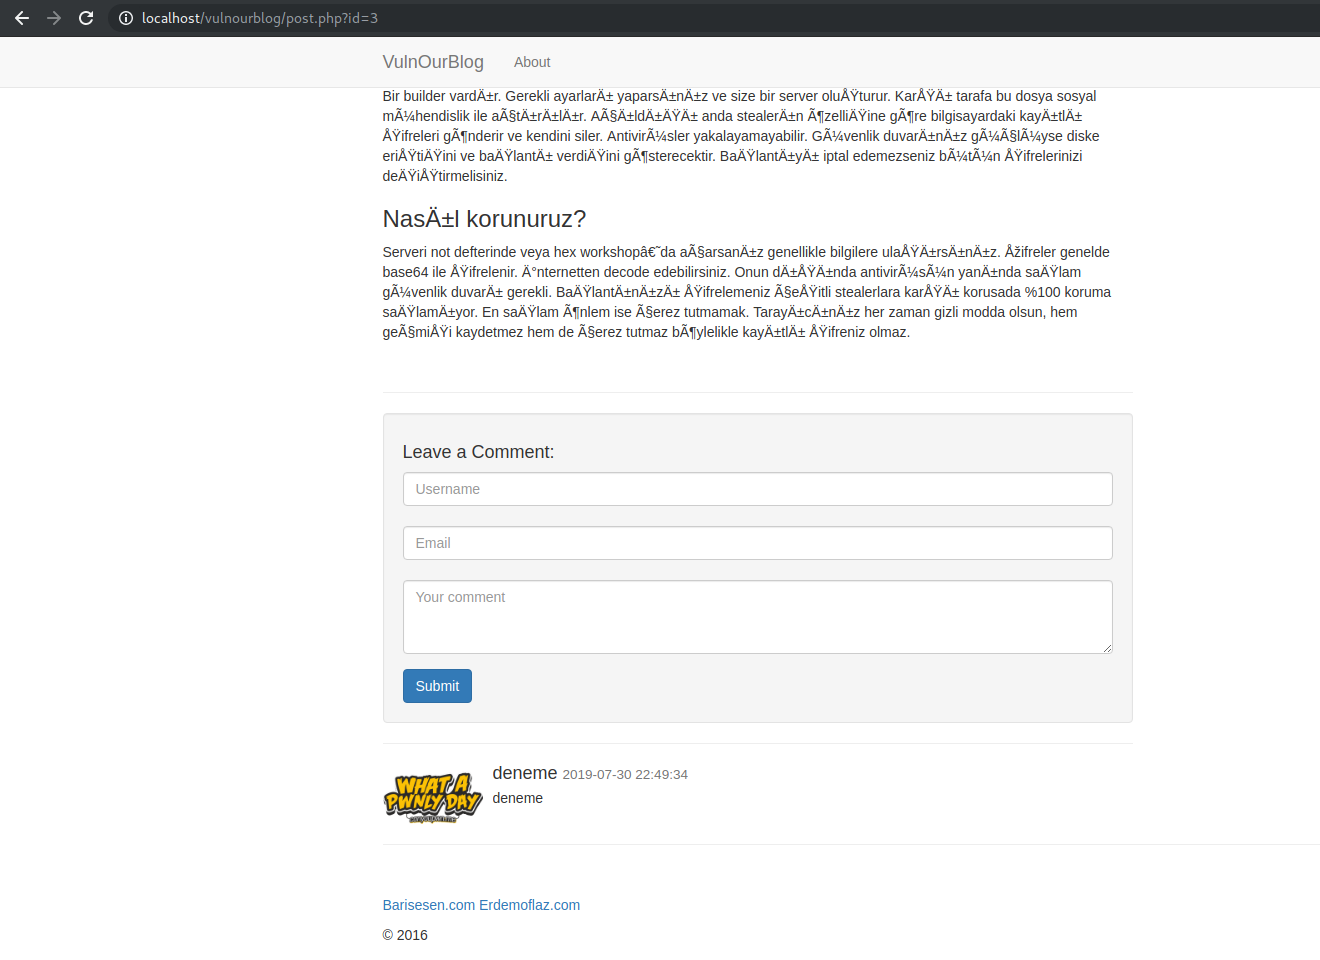 localhost/vulnourblog/post.php?id=3
VulnOurBlog About
Bir builder vardÄ±r. Gerekli ayarlarÄ± yaparsÄ±nÄ±z ve size bir server oluÅŸturur. KarÅŸÄ± tarafa bu dosya sosyal
mÃ¼hendislik ile aÃ§tÄ±rÄ±lÄ±r. AÃ§Ä±ldÄ±ÄŸÄ± anda stealerÄ±n Ã¶zelliÄŸine gÃ¶re bilgisayardaki kayÄ±tlÄ±
ÅŸifreleri gÃ¶nderir ve kendini siler. AntivirÃ¼sler yakalayamayabilir. GÃ¼venlik duvarÄ±nÄ±z gÃ¼Ã§lÃ¼yse diske
eriÅŸtiÄŸini ve baÄŸlantÄ± verdiÄŸini gÃ¶sterecektir. BaÄŸlantÄ±yÄ± iptal edemezseniz bÃ¼tÃ¼n ÅŸifrelerinizi
deÄŸiÅŸtirmelisiniz.
NasÄ±l korunuruz?
Serveri not defterinde veya hex workshopâ€˜da aÃ§arsanÄ±z genellikle bilgilere ulaÅŸÄ±rsÄ±nÄ±z. Åžifreler genelde
base64 ile ÅŸifrelenir. Ä°nternetten decode edebilirsiniz. Onun dÄ±ÅŸÄ±nda antivirÃ¼sÃ¼n yanÄ±nda saÄŸlam
gÃ¼venlik duvarÄ± gerekli. BaÄŸlantÄ±nÄ±zÄ± ÅŸifrelemeniz Ã§eÅŸitli stealerlara karÅŸÄ± korusada %100 koruma
saÄŸlamÄ±yor. En saÄŸlam Ã¶nlem ise Ã§erez tutmamak. TarayÄ±cÄ±nÄ±z her zaman gizli modda olsun, hem
geÃ§miÅŸi kaydetmez hem de Ã§erez tutmaz bÃ¶ylelikle kayÄ±tlÄ± ÅŸifreniz olmaz.
Leave a Comment:
Username
Email
Your comment
Submit
deneme 2019-07-30 22:49:34
deneme
WHAT A
PWNLY DAY
Barisesen.com Erdemoflaz.com
© 2016